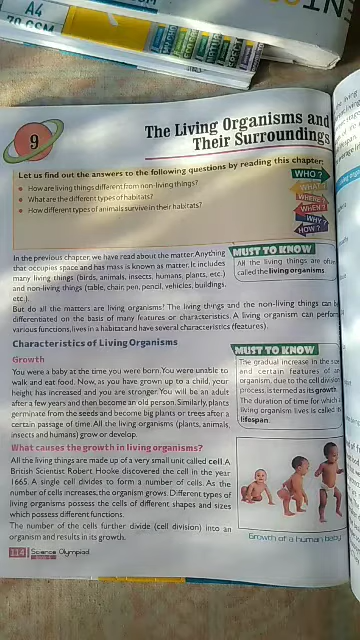 A4
70 GSM
9
The Living Organisms and
Their Surroundings
Let us find out the answers to the following questions by reading this chapter:
How are living things different from non-living things?
What are the different types of habitats?
How different types of animals survive in their habitats?
WHO?
WHAT?
WHERE?
WHEN?
WHY?
HOW?
In the previous chapter, we have read about the matter. Anything
that occupies space and has mass is known as matter. It includes
many living things (birds, animals, insects, humans, plants, etc.)
and non-living things (table, chair, pen, pencil, vehicles, buildings,
etc.).
MUST TO KNOW
All the living things are often
called the living organisms.
But do all the matters are living organisms? The living things and the non-living things can be
differentiated on the basis of many features or characteristics. A living organism can perform
various functions, lives in a habitat and have several characteristics (features).
Characteristics of Living Organisms
Growth
You were a baby at the time you were born. You were unable to
walk and eat food. Now, as you have grown up to a child, your
height has increased and you are stronger. You will be an adult
after a few years and then become an old person. Similarly, plants
germinate from the seeds and become big plants or trees after a
certain passage of time. All the living organisms (plants, animals,
insects and humans) grow or develop.
MUST TO KNOW
The gradual increase in the size
and certain features of an
organism, due to the cell division
process, is termed as its growth.
The duration of time for which a
living organism lives is called its
lifespan.
What causes the growth in living organisms?
All the living things are made up of a very small unit called cell. A
British Scientist Robert Hooke discovered the cell in the year
1665. A single cell divides to form a number of cells. As the
number of cells increases, the organism grows. Different types of
living organisms possess the cells of different shapes and sizes
which possess different functions.
The number of the cells further divide (cell division) into an
organism and results in its growth.
Growth of a human baby
114 Science Olympiad